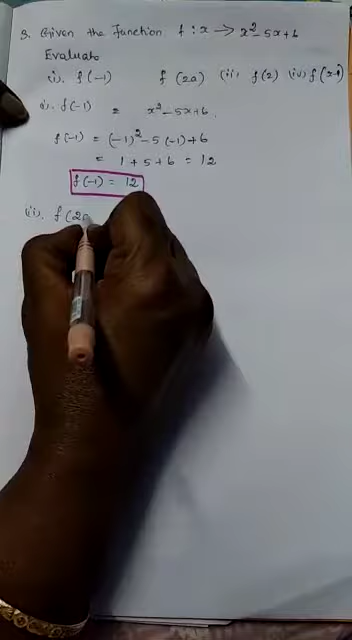 3. Given the function f : x → x² - 5x + 6
Evaluate
(i). f(-1) f(2a) (iii) f(2) (iv) f(x-1)
(i). f(-1) = x² - 5x + 6.
f(-1) = (-1)² - 5(-1) + 6
= 1 + 5 + 6 = 12
f(-1) = 12
(ii). f(2a